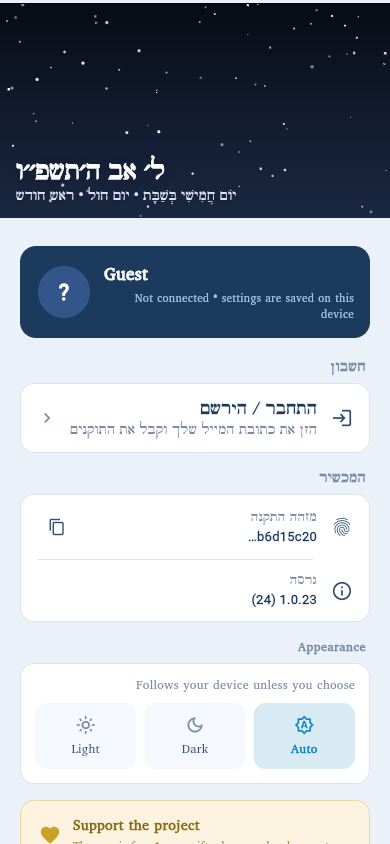 ל׳ אב ה׳תשפ״ו
יוֹם חֲמִישִׁי בְּשַׁבָּת • יום חול • ראש חודש
?
Guest
Not connected • settings are saved on this
device
חשבון
התחבר / הירשם
הזן את כתובת המייל שלך וקבל את התוקנים
המכשיר
מזהה התקנה
b6d15c20…
גרסה
1.0.23 (24)
Appearance
Follows your device unless you choose
Light
Dark
Auto
Support the project